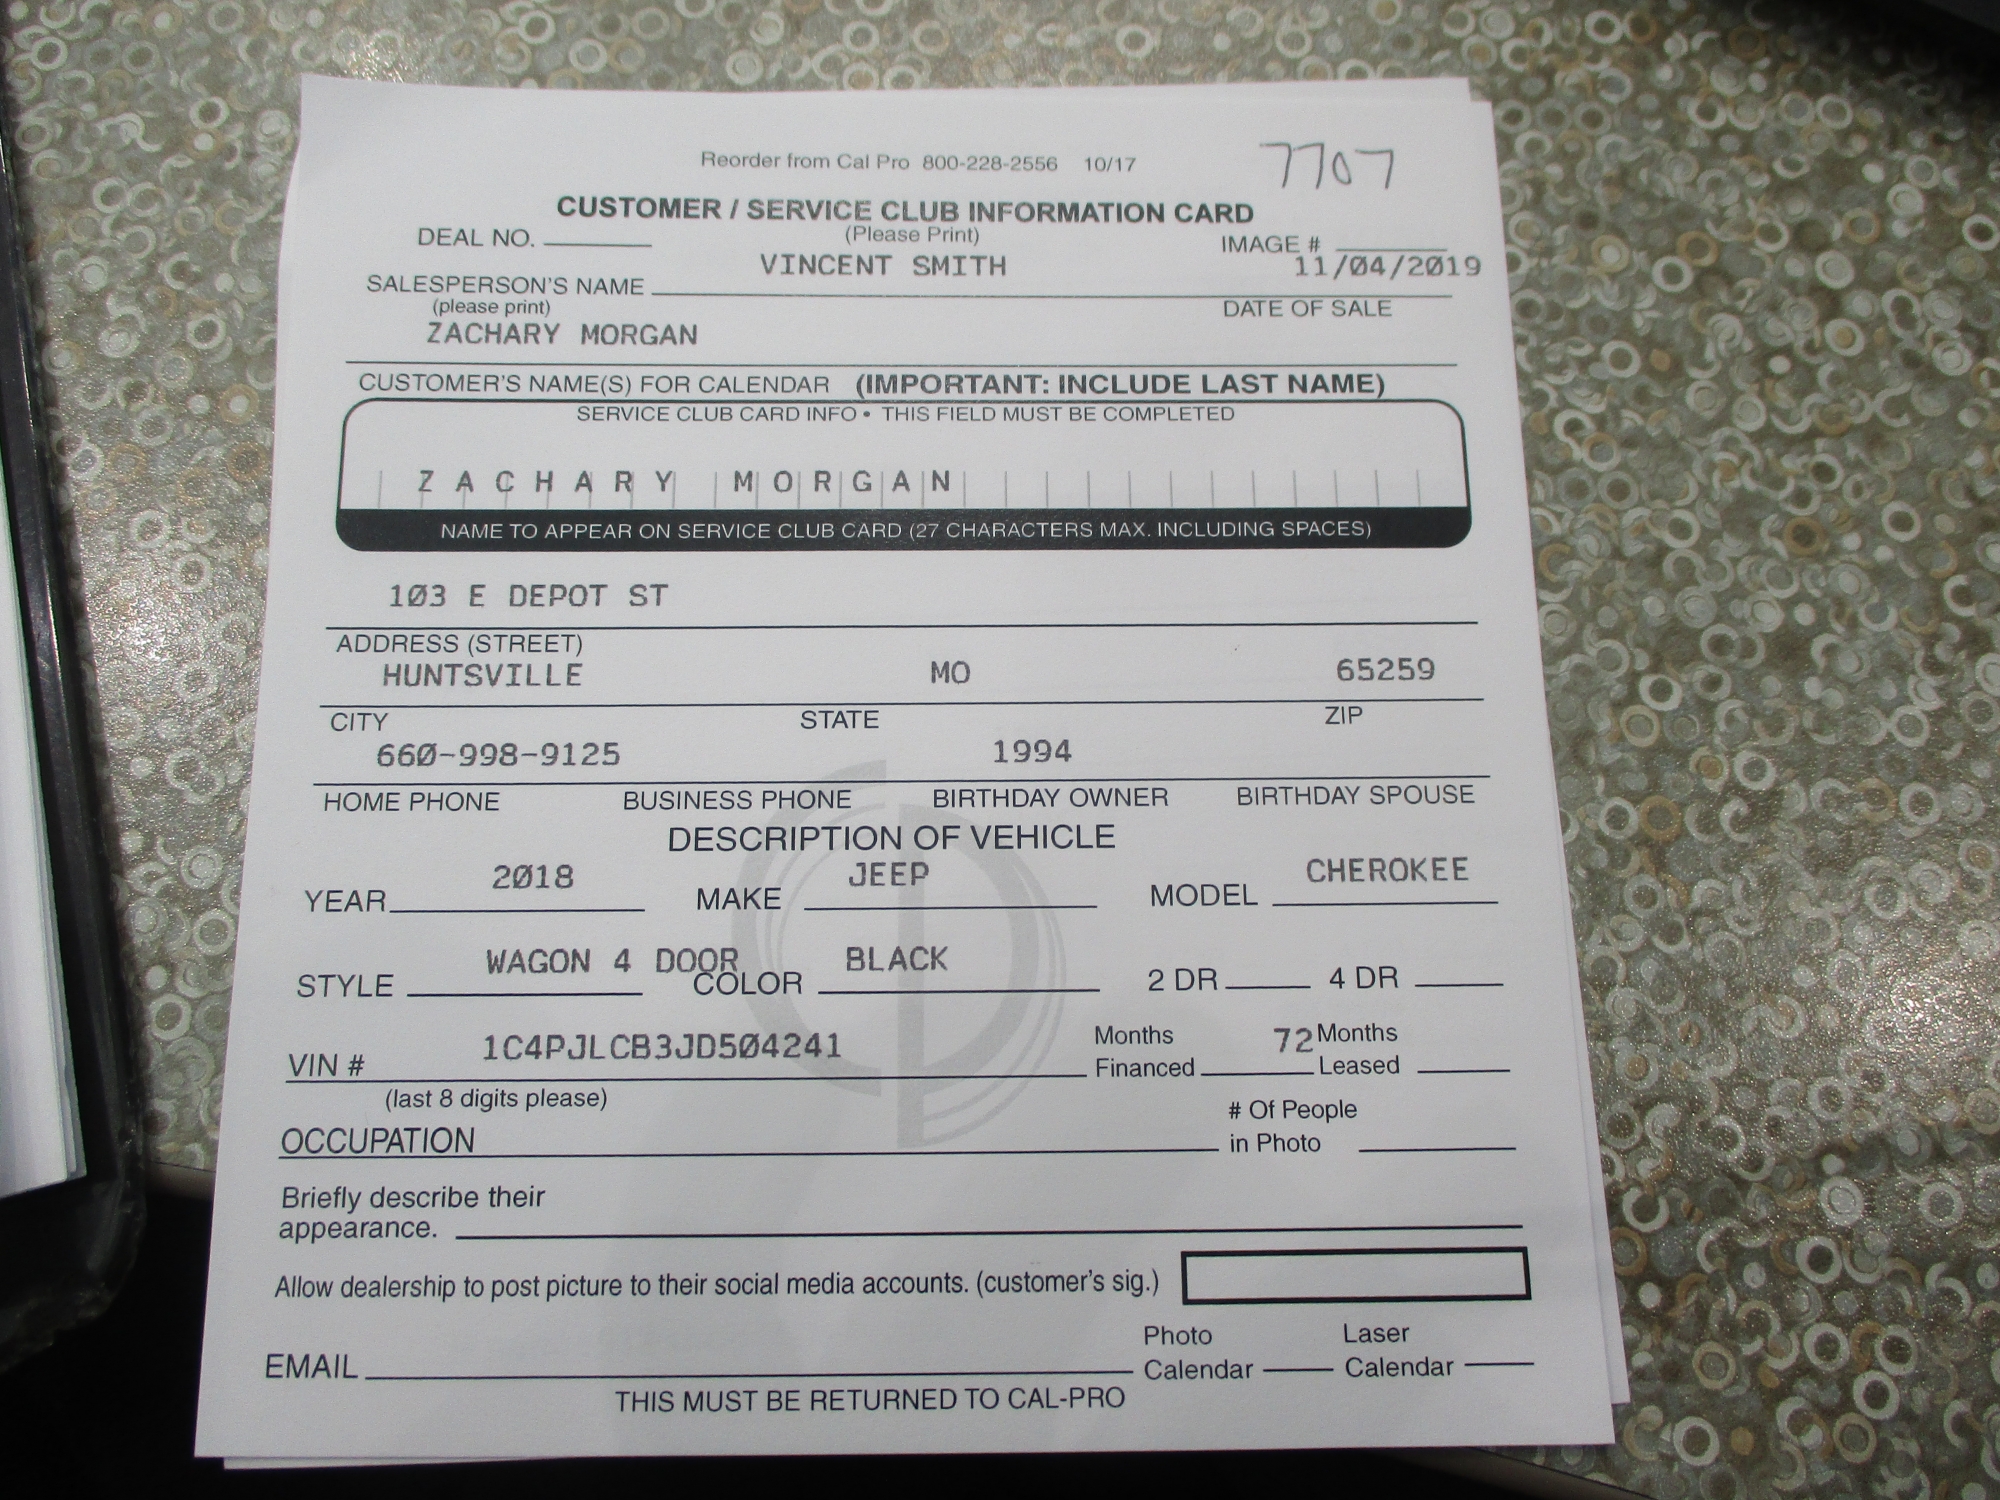 Reorder from Cal Pro 800-228-2556 10/17
7707
CUSTOMER / SERVICE CLUB INFORMATION CARD
DEAL NO. (Please Print) IMAGE #
VINCENT SMITH 11/04/2019
SALESPERSON'S NAME
(please print) DATE OF SALE
ZACHARY MORGAN
CUSTOMER'S NAME(S) FOR CALENDAR (IMPORTANT: INCLUDE LAST NAME)
SERVICE CLUB CARD INFO • THIS FIELD MUST BE COMPLETED
ZACHARY MORGAN
NAME TO APPEAR ON SERVICE CLUB CARD (27 CHARACTERS MAX. INCLUDING SPACES)
103 E DEPOT ST
ADDRESS (STREET)
HUNTSVILLE MO 65259
CITY STATE ZIP
660-998-9125 1994
HOME PHONE BUSINESS PHONE BIRTHDAY OWNER BIRTHDAY SPOUSE
DESCRIPTION OF VEHICLE
2018 JEEP CHEROKEE
YEAR MAKE MODEL
WAGON 4 DOOR BLACK
STYLE COLOR 2 DR 4 DR
1C4PJLCB3JD504241 Months 72 Months
VIN # Financed Leased
(last 8 digits please) # Of People
OCCUPATION in Photo
Briefly describe their
appearance.
Allow dealership to post picture to their social media accounts. (customer's sig.)
Photo Laser
EMAIL Calendar Calendar
THIS MUST BE RETURNED TO CAL-PRO